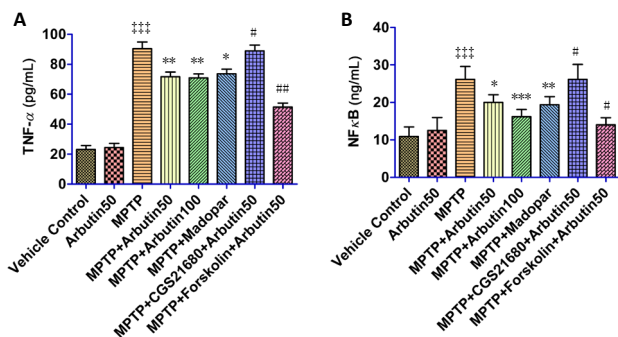 A
TNF-α (pg/mL)
100
80
60
40
20
0
‡‡‡
‡‡‡
**
**
*
#
##
Vehicle Control
Arbutin50
MPTP
MPTP+Arbutin50
MPTP+Arbutin100
MPTP+Madopar
MPTP+CGS21680+Arbutin50
MPTP+Forskolin+Arbutin50
B
NFκB (ng/mL)
40
30
20
10
0
‡‡‡
‡‡‡
*
***
**
#
#
Vehicle Control
Arbutin50
MPTP
MPTP+Arbutin50
MPTP+Arbutin100
MPTP+Madopar
MPTP+CGS21680+Arbutin50
MPTP+Forskolin+Arbutin50